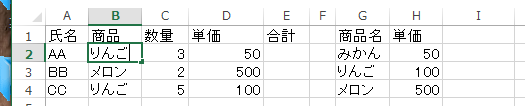 A B C D E F G H I
1 氏名 商品 数量 単価 合計 商品名 単価
2 AA りんご 3 50 みかん 50
3 BB メロン 2 500 りんご 100
4 CC りんご 5 100 メロン 500